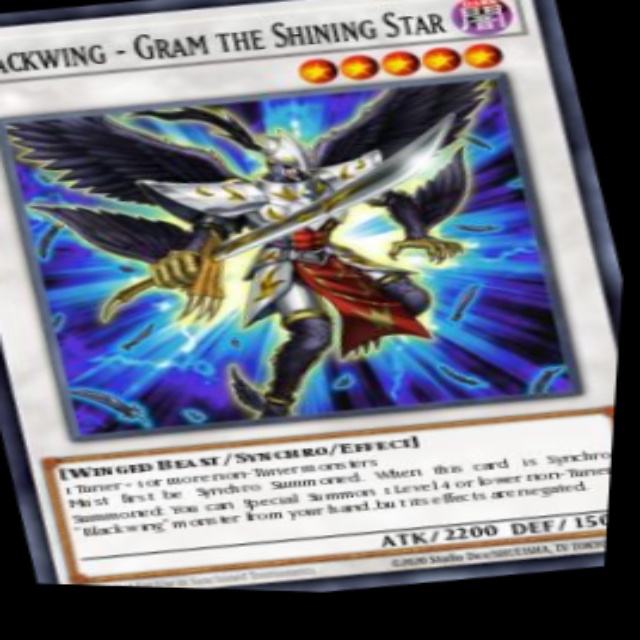 ACKWING - GRAM THE SHINING STAR
[WINGED BEAST/SYNCHRO/EFFECT]
1 Tuner + 1 or more non-Tuner monsters
Must first be Synchro Summoned. When this card is Synchro
Summoned: You can Special Summon 1 Level 4 or lower non-Tuner
"Blackwing" monster from your hand, but its effects are negated.
ATK/2200 DEF/150
©2020 Studio Dice/SHUEISHA, TV TOKYO